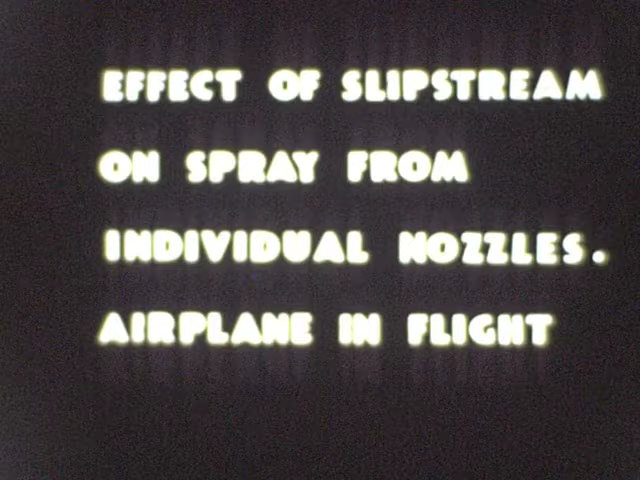 EFFECT OF SLIPSTREAM
ON SPRAY FROM
INDIVIDUAL NOZZLES.
AIRPLANE IN FLIGHT